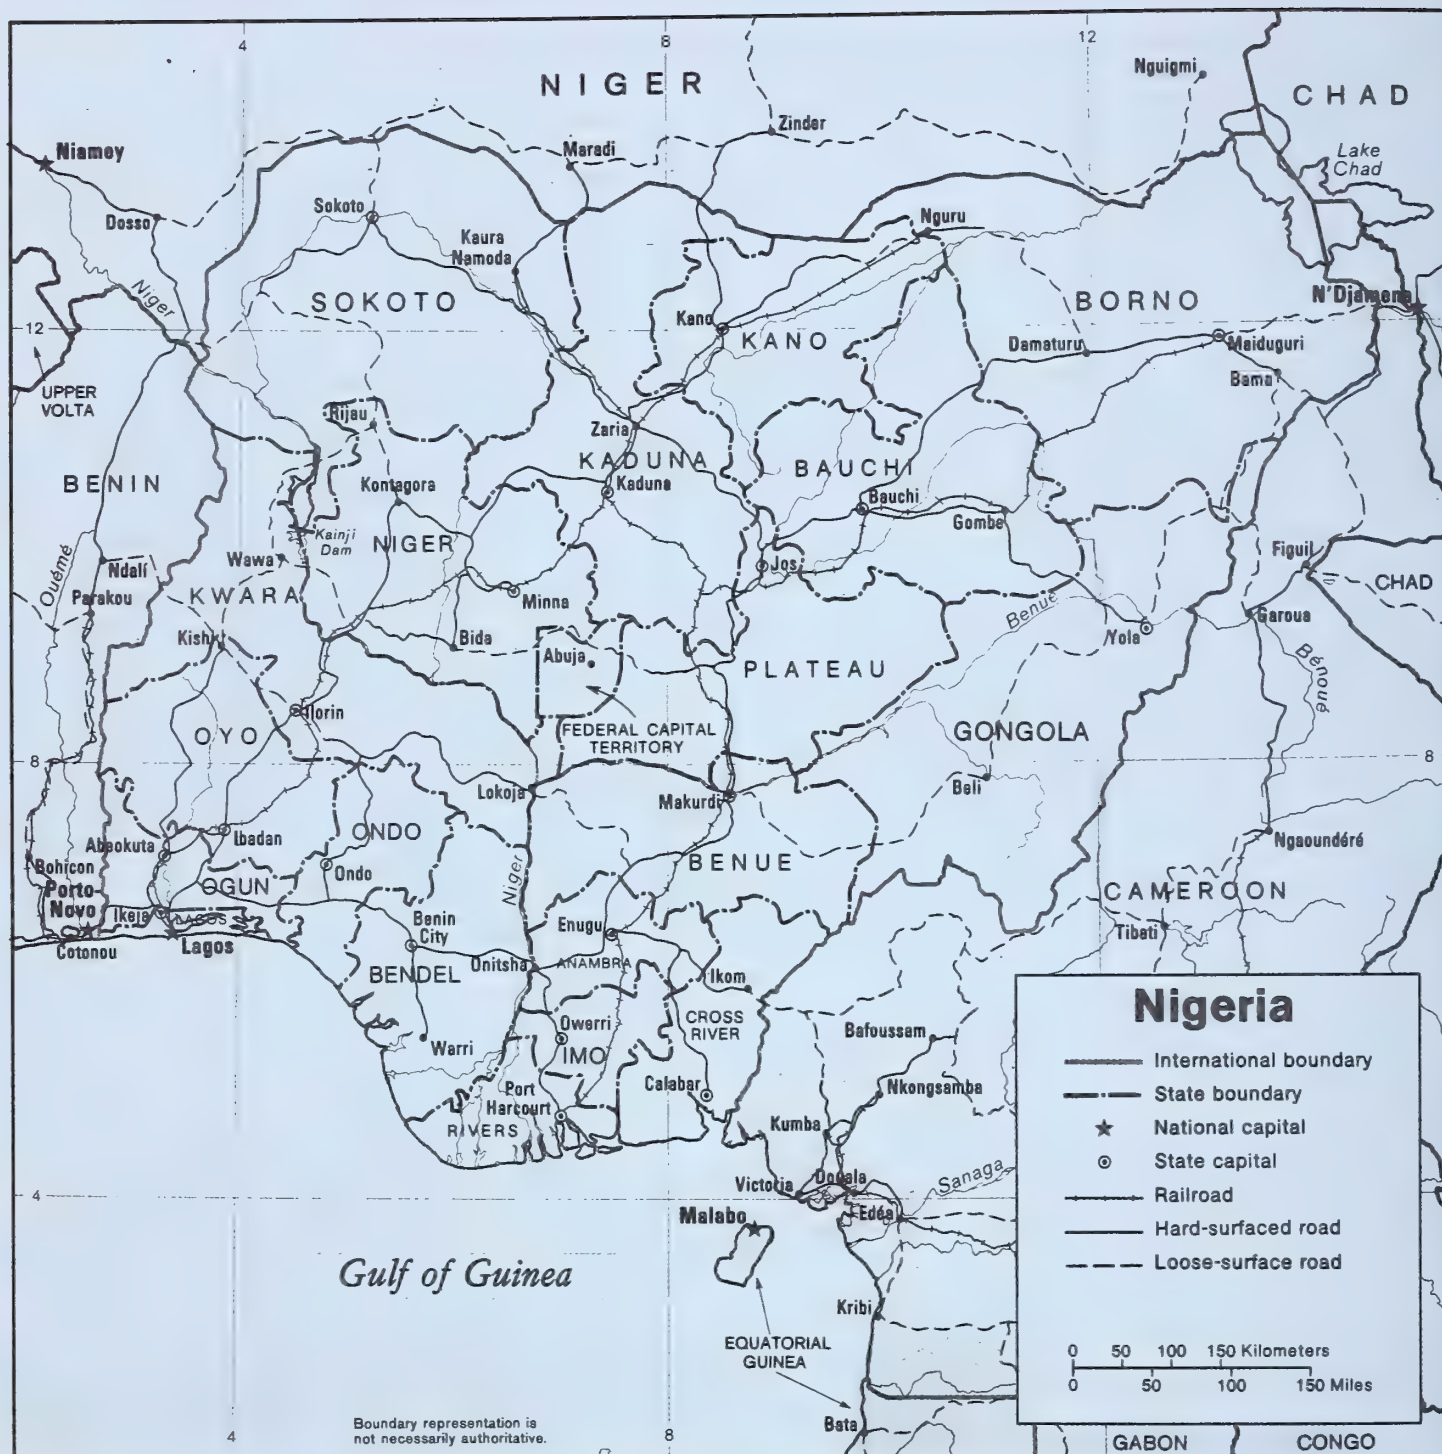 4
8
12
NIGER
Nguigmi
CHAD
Zinder
Niamey
Maradi
Lake
Chad
Dosso
Sokoto
Kaura
Namoda
Nguru
Niger
SOKOTO
BORNO
N'Djamena
12
Kano
KANO
Damaturu
Maiduguri
Bama
UPPER
VOLTA
Rijau
Zaria
KADUNA
BAUCHI
BENIN
Kontagora
Kaduna
Bauchi
Gombe
Kainji
Dam
NIGER
Wawa
Figuil
Ouémé
Ndali
Jos
CHAD
KWARA
Minna
Parakou
Benue
Garoua
Kishi
Bida
Yola
Abuja
PLATEAU
Bénoué
Ilorin
OYO
FEDERAL CAPITAL
TERRITORY
GONGOLA
8
8
Lokoja
Makurdi
Beli
Abeokuta
Ibadan
ONDO
Ngaoundéré
Bohicon
Ondo
Niger
BENUE
Porto-
Novo
OGUN
CAMEROON
Ikeja
LAGOS
Benin
City
Enugu
Tibati
Cotonou
Lagos
BENDEL
Onitsha
ANAMBRA
Ikom
Owerri
CROSS
RIVER
Bafoussam
Warri
IMO
Port
Harcourt
Calabar
Nkongsamba
RIVERS
Kumba
4
Victoria
Douala
Sanaga
Malabo
Edéa
Gulf of Guinea
Kribi
EQUATORIAL
GUINEA
Bata
Nigeria
International boundary
State boundary
National capital
State capital
Railroad
Hard-surfaced road
Loose-surface road
0 50 100 150 Kilometers
0 50 100 150 Miles
Boundary representation is
not necessarily authoritative.
4
8
GABON
CONGO